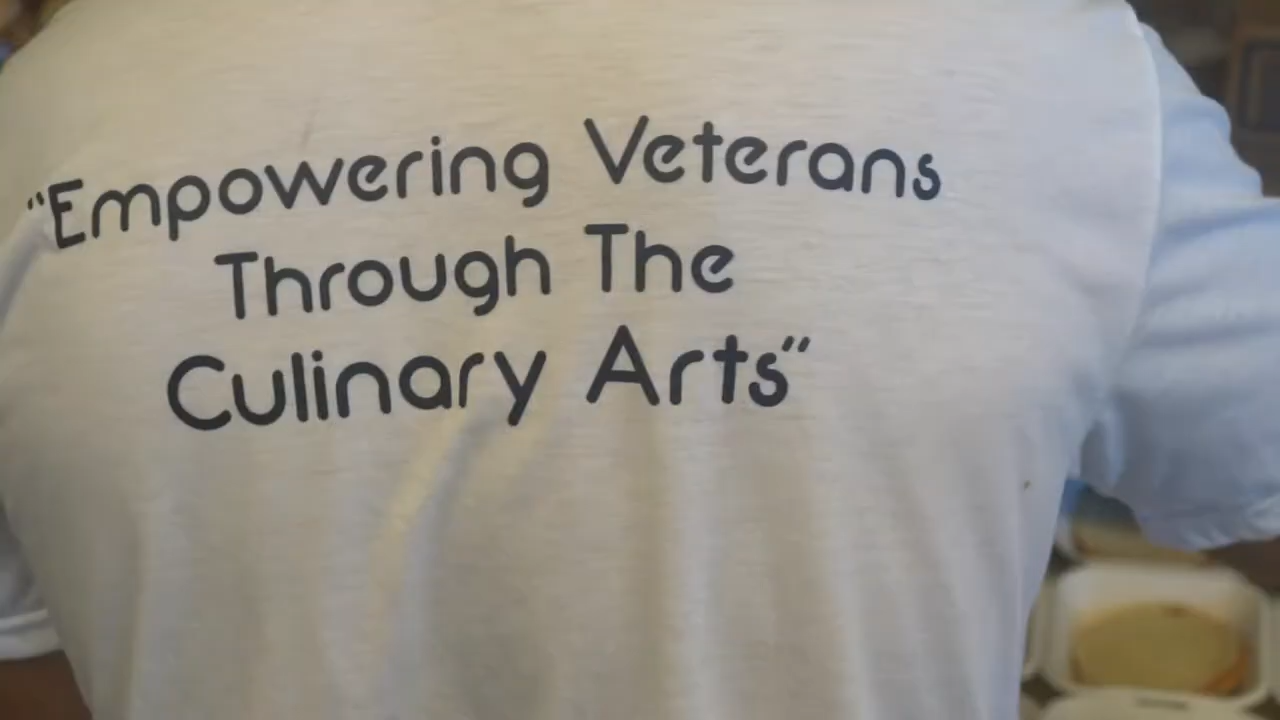 “Empowering Veterans
Through The
Culinary Arts“